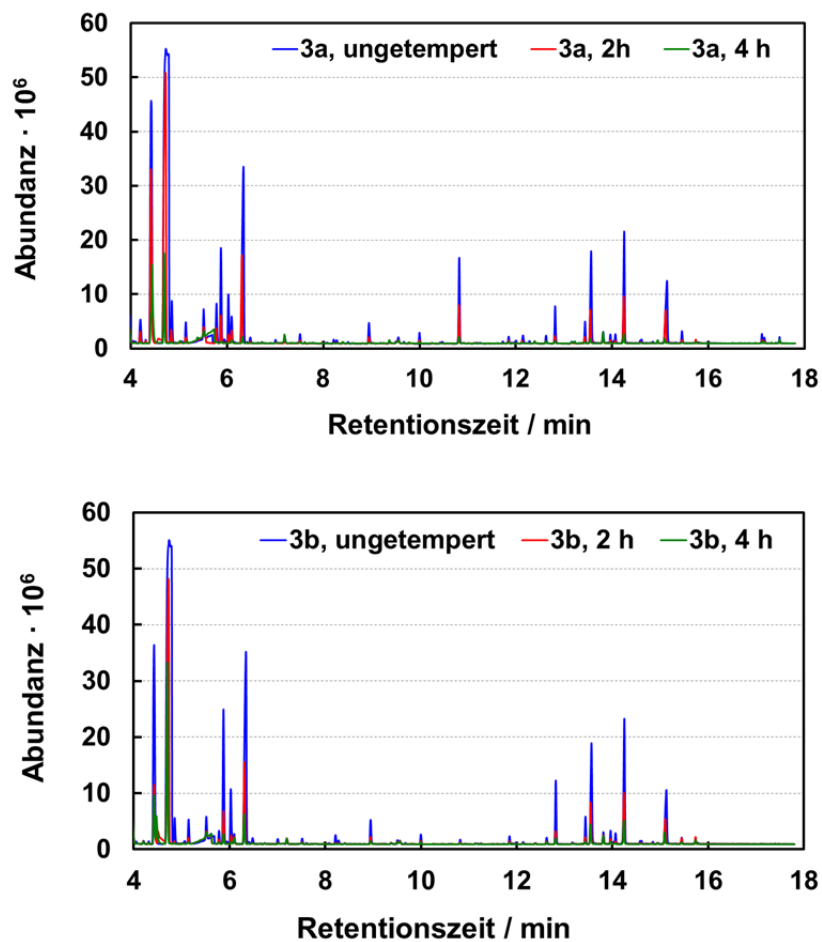 60
3a, ungetempert 3a, 2h 3a, 4 h
50
40
30
20
10
0
Abundanz · 10⁶
4 6 8 10 12 14 16 18
Retentionszeit / min
60
3b, ungetempert 3b, 2 h 3b, 4 h
50
40
30
20
10
0
Abundanz · 10⁶
4 6 8 10 12 14 16 18
Retentionszeit / min